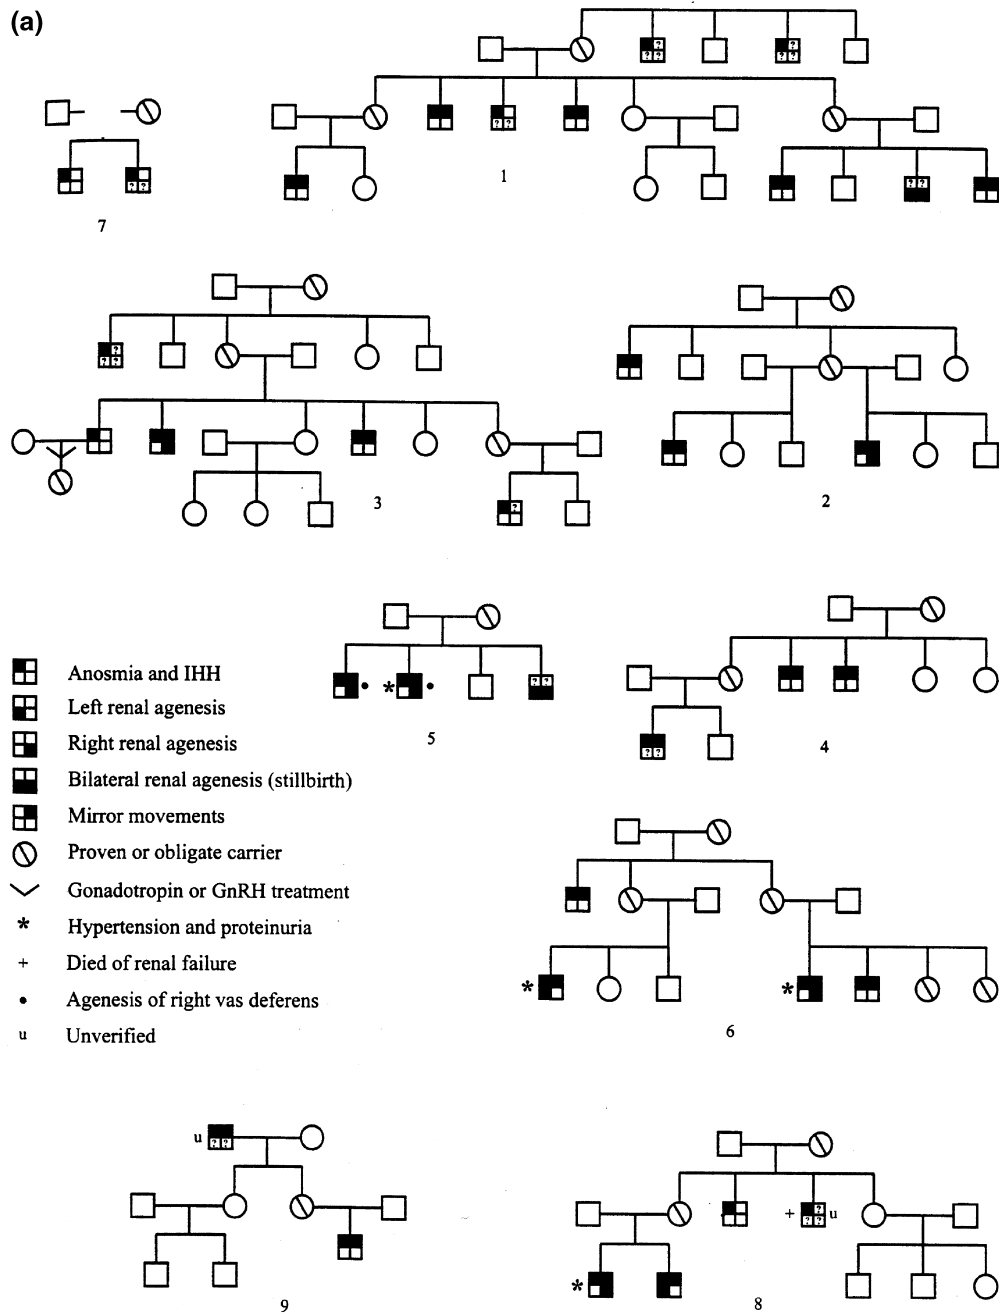 (a)
? ?
? ? ? ?
? ?
? ?
1
? ?
7
?
? ?
?
3
2
* 
? ?
5
? ?
4
Anosmia and IHH
Left renal agenesis
Right renal agenesis
Bilateral renal agenesis (stillbirth)
Mirror movements
Proven or obligate carrier
Gonadotropin or GnRH treatment
* Hypertension and proteinuria
+ Died of renal failure
• Agenesis of right vas deferens
u Unverified
* *
6
u ? ?
9
+ ? u
? ?
*
8